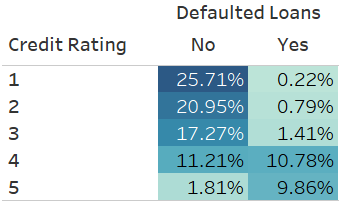 Defaulted Loans
Credit Rating No Yes
1 25.71% 0.22%
2 20.95% 0.79%
3 17.27% 1.41%
4 11.21% 10.78%
5 1.81% 9.86%